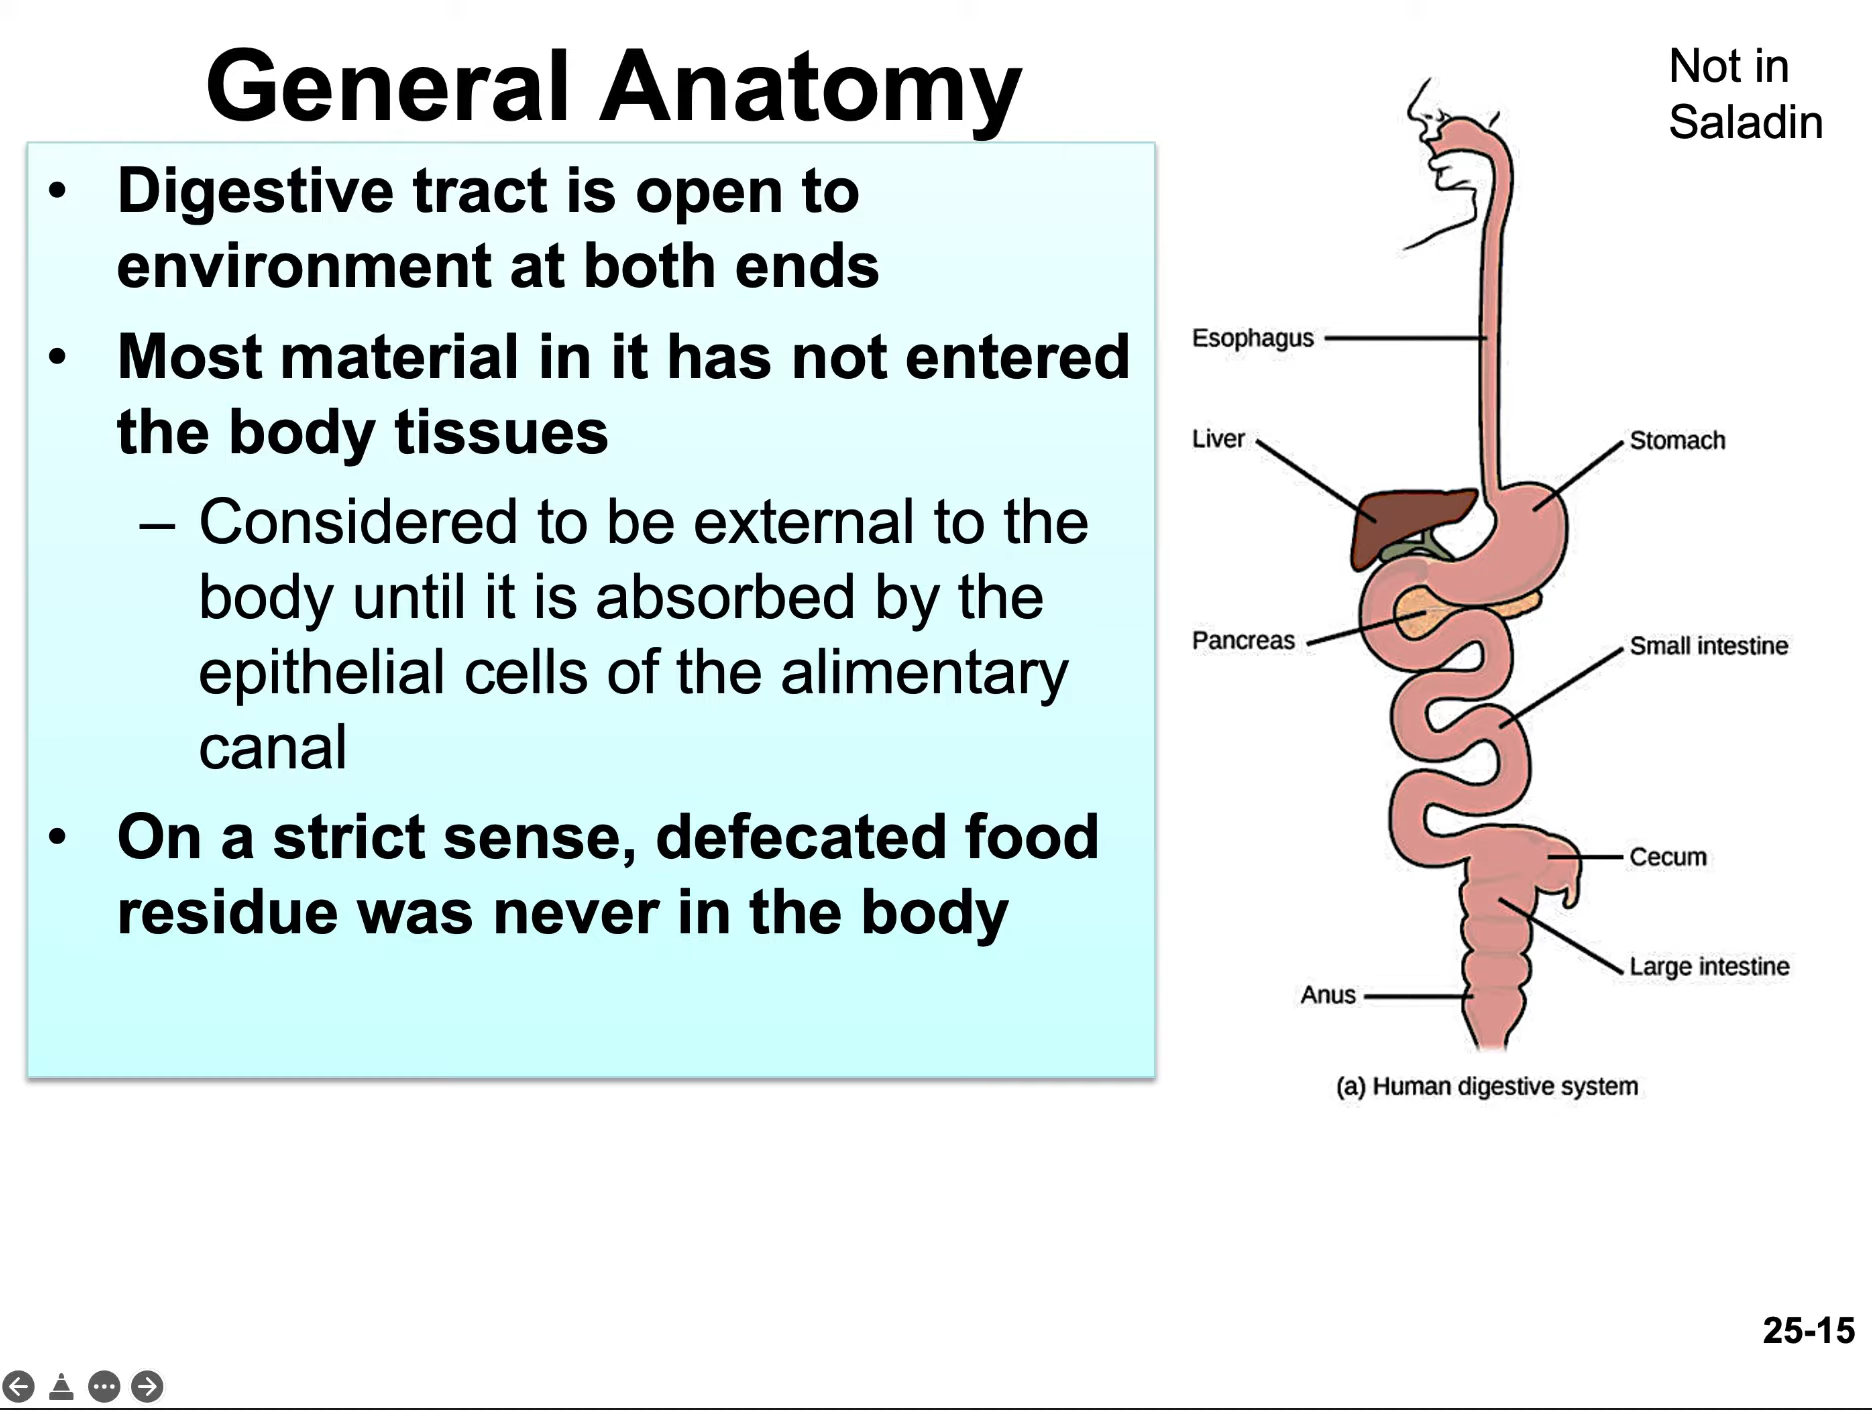 General Anatomy
Not in
Saladin
• Digestive tract is open to
environment at both ends
• Most material in it has not entered
the body tissues
– Considered to be external to the
body until it is absorbed by the
epithelial cells of the alimentary
canal
• On a strict sense, defecated food
residue was never in the body
Esophagus
Liver
Stomach
Pancreas
Small intestine
Cecum
Large intestine
Anus
(a) Human digestive system
25-15